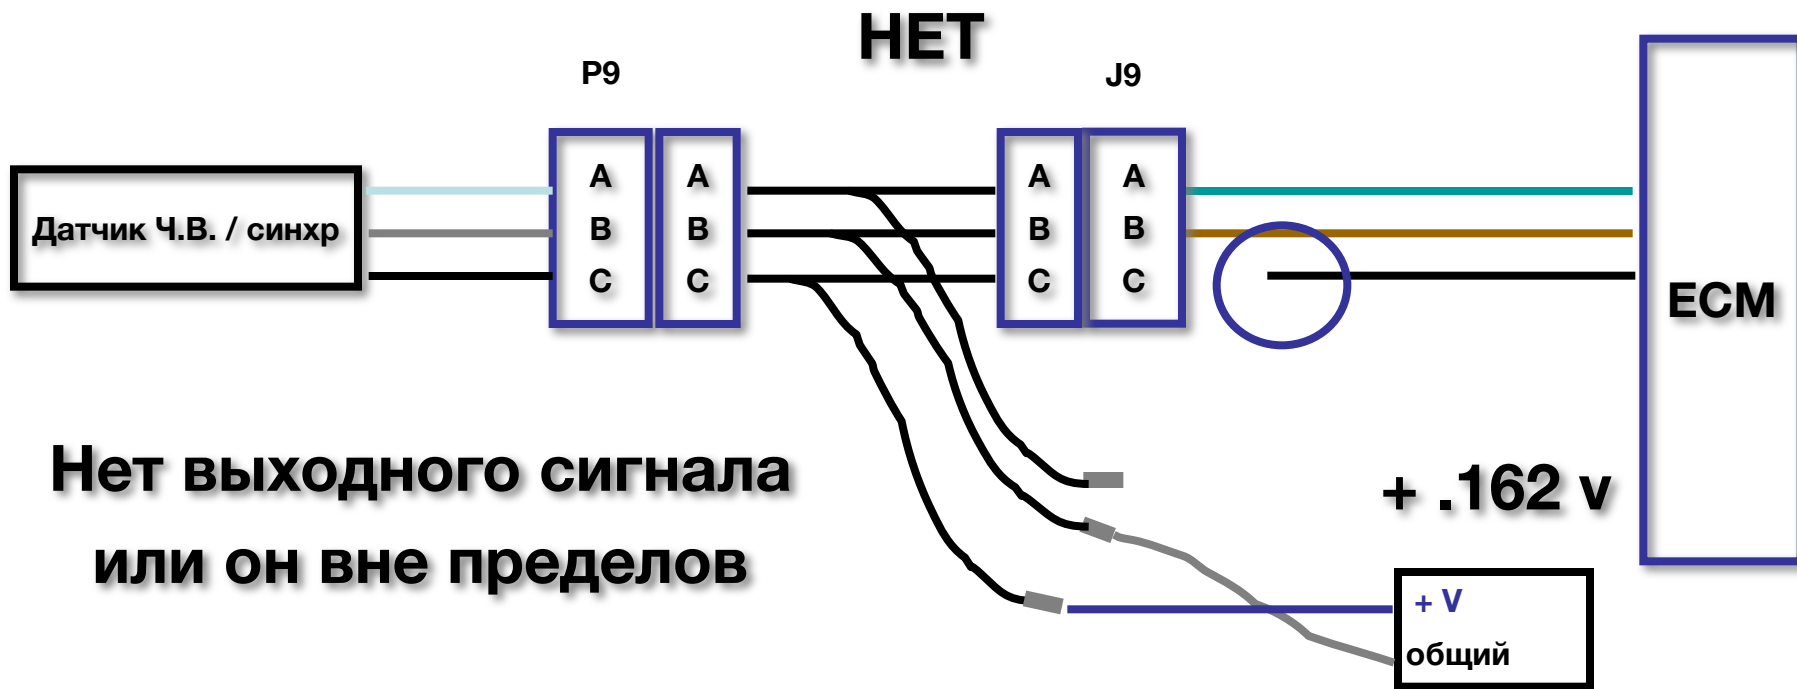 НЕТ
P9
J9
A
A
A
A
Датчик Ч.В. / синхр
B
B
B
B
C
C
C
C
ECM
Нет выходного сигнала
или он вне пределов
+ .162 v
+ V
общий